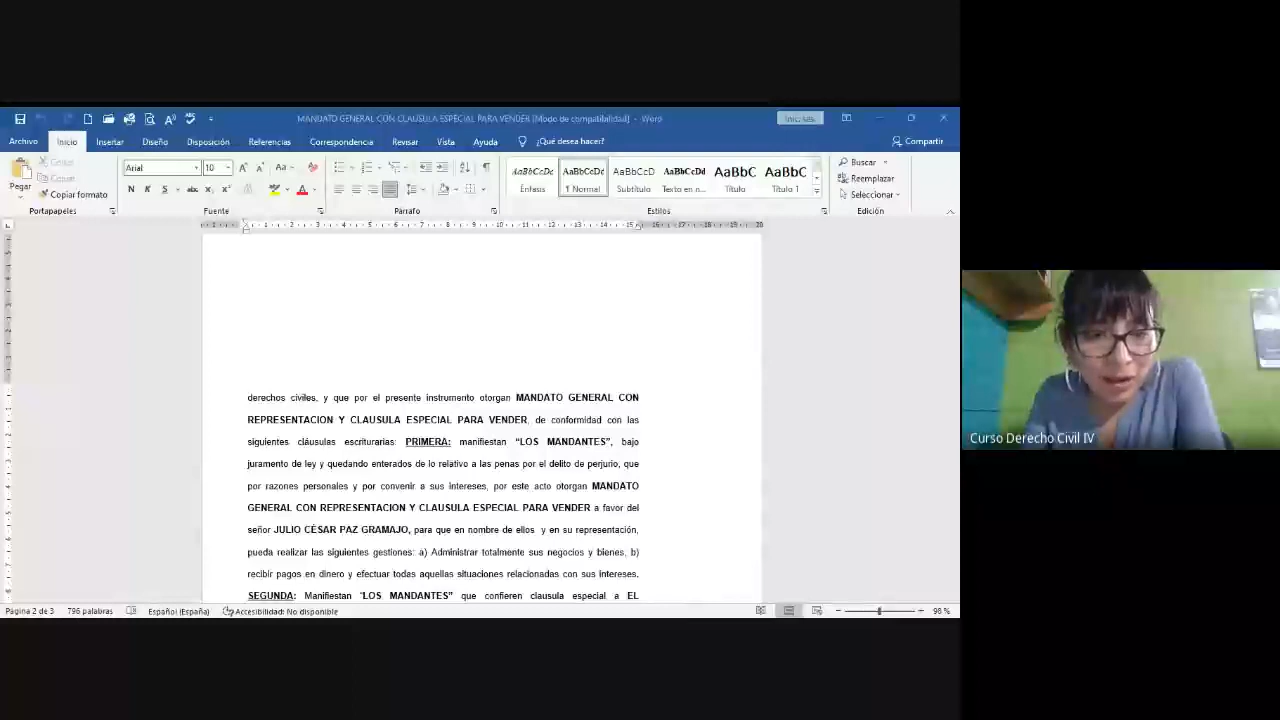 MANDATO GENERAL CON CLAUSULA ESPECIAL PARA VENDER [Modo de compatibilidad] - Word
Archivo Inicio Insertar Diseño Disposición Referencias Correspondencia Revisar Vista Ayuda ¿Qué desea hacer? Compartir
Pegar
Cortar
Copiar
Copiar formato
Arial 10
N K S
AaBbCcDc AaBbCcDc AaBbCcD AaBbCcDd AaBbC AaBbC
Énfasis 1 Normal Subtítulo Texto en n... Título Título 1
Buscar
Reemplazar
Seleccionar
Portapapeles Fuente Párrafo Estilos Edición
derechos civiles, y que por el presente instrumento otorgan MANDATO GENERAL CON
REPRESENTACION Y CLAUSULA ESPECIAL PARA VENDER, de conformidad con las
siguientes cláusulas escriturarias: PRIMERA: manifiestan “LOS MANDANTES”, bajo
juramento de ley y quedando enterados de lo relativo a las penas por el delito de perjurio, que
por razones personales y por convenir a sus intereses, por este acto otorgan MANDATO
GENERAL CON REPRESENTACION Y CLAUSULA ESPECIAL PARA VENDER a favor del
señor JULIO CÉSAR PAZ GRAMAJO, para que en nombre de ellos y en su representación,
pueda realizar las siguientes gestiones: a) Administrar totalmente sus negocios y bienes, b)
recibir pagos en dinero y efectuar todas aquellas situaciones relacionadas con sus intereses.
SEGUNDA: Manifiestan “LOS MANDANTES” que confieren clausula especial a EL
Página 2 de 3 796 palabras Español (España) Accesibilidad: No disponible 98 %
Curso Derecho Civil IV